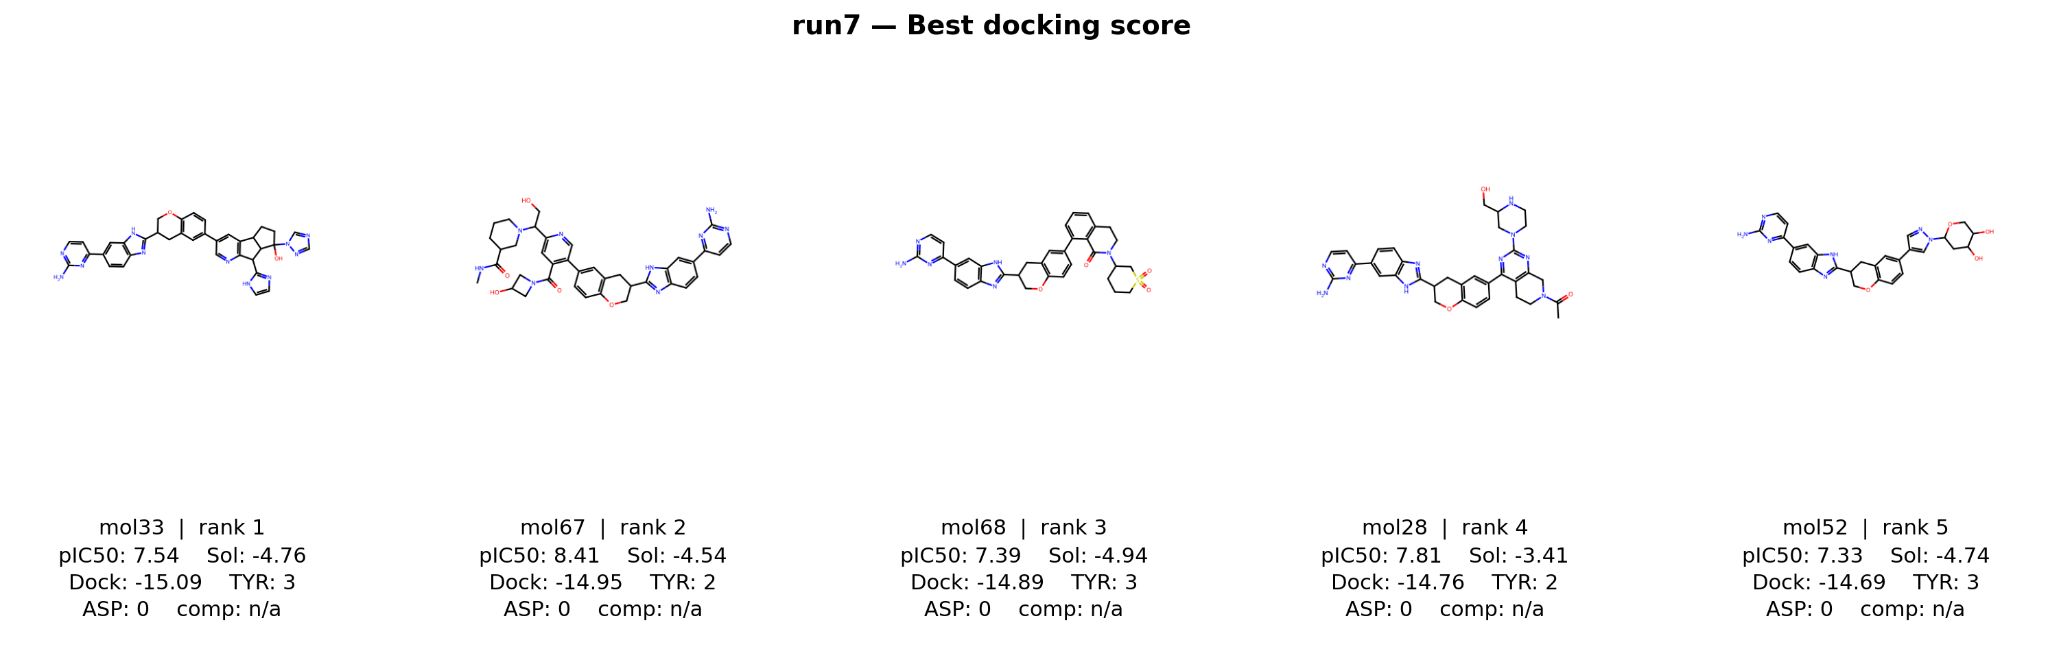 run7 — Best docking score
mol33 | rank 1
pIC50: 7.54 Sol: -4.76
Dock: -15.09 TYR: 3
ASP: 0 comp: n/a
mol67 | rank 2
pIC50: 8.41 Sol: -4.54
Dock: -14.95 TYR: 2
ASP: 0 comp: n/a
mol68 | rank 3
pIC50: 7.39 Sol: -4.94
Dock: -14.89 TYR: 3
ASP: 0 comp: n/a
mol28 | rank 4
pIC50: 7.81 Sol: -3.41
Dock: -14.76 TYR: 2
ASP: 0 comp: n/a
mol52 | rank 5
pIC50: 7.33 Sol: -4.74
Dock: -14.69 TYR: 3
ASP: 0 comp: n/a